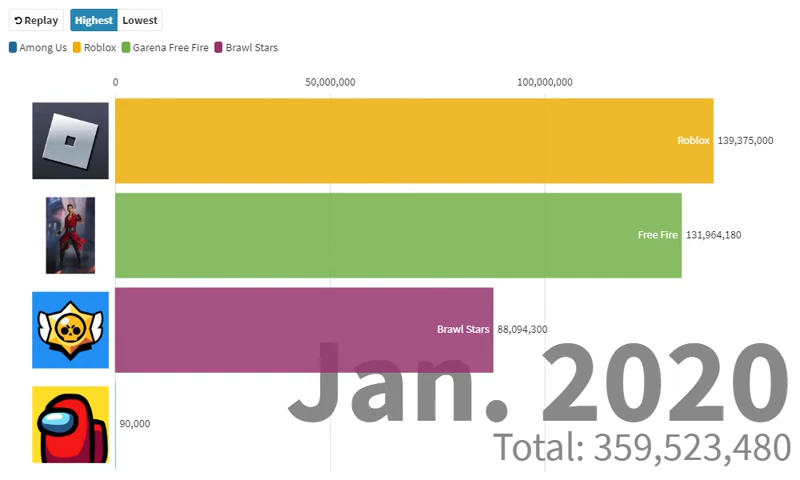 Replay Highest Lowest
Among Us Roblox Garena Free Fire Brawl Stars
0 50,000,000 100,000,000
Roblox 139,375,000
Free Fire 131,964,180
Brawl Stars 88,094,300
Jan. 2020
90,000
Total: 359,523,480